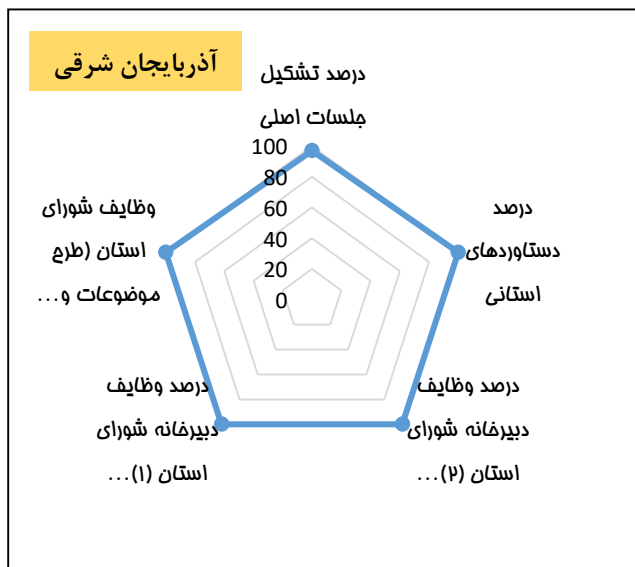 آذربایجان شرقی
درصد تشکیل
جلسات اصلی
100
80
60
40
20
0
درصد
دستاوردهای
استانی
درصد وظایف
دبیرخانه شورای
استان (۲)...
درصد وظایف
دبیرخانه شورای
استان (۱)...
وظایف شورای
استان (طرح
موضوعات و...